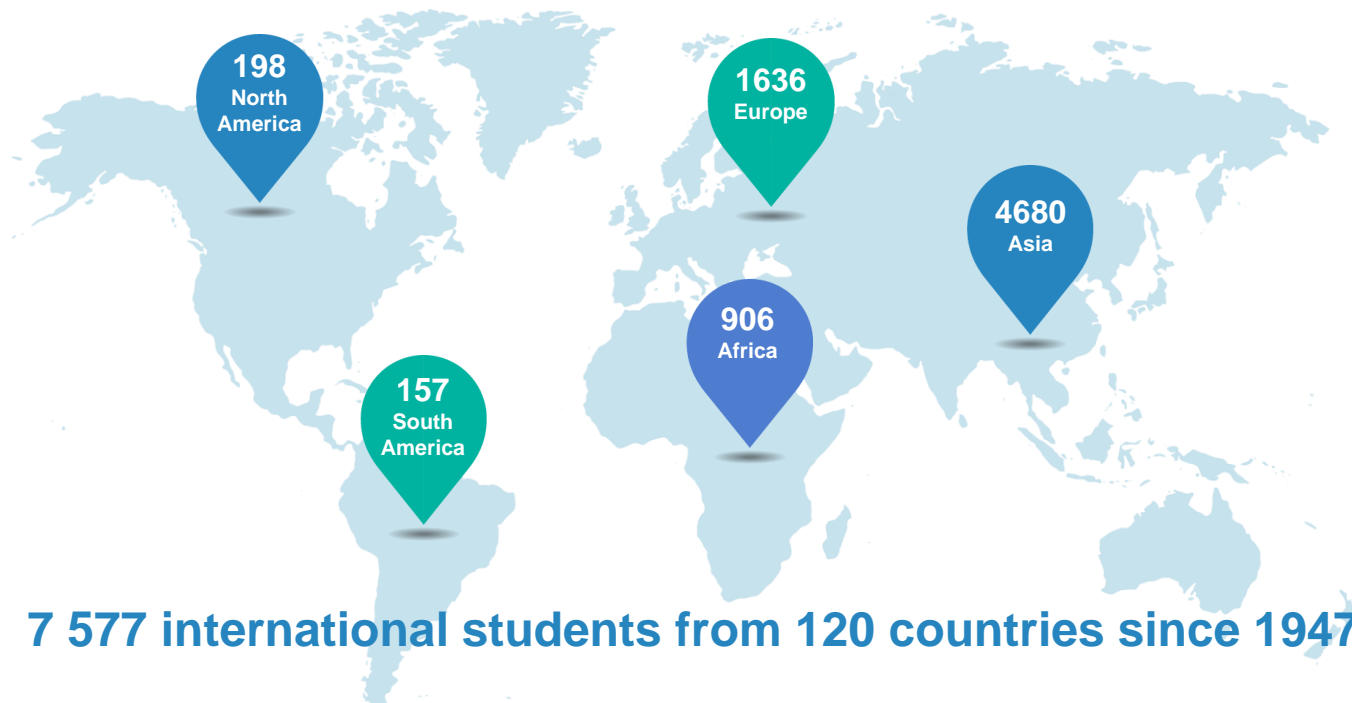 198
North
America
1636
Europe
4680
Asia
906
Africa
157
South
America
7 577 international students from 120 countries since 1947